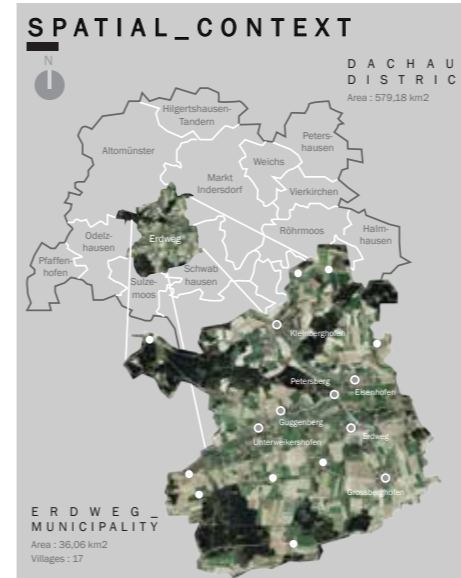 SPATIAL_CONTEXT
N
DACHAU
DISTRIC
Area : 579,18 km2
Hilgertshausen-
Tandern
Peters-
hausen
Altomünster
Weichs
Markt
Indersdorf
Vierkirchen
Röhrmoos
Halm-
hausen
Erdweg
Odelz-
hausen
Pfaffen-
hofen
Schwab
hausen
Sulze-
moos
Kleinberghofen
Petersberg
Eisenhofen
Guggenberg
Erdweg
Unterweikershofen
Grossberghofen
ERDWEG_
MUNICIPALITY
Area : 36,06 km2
Villages : 17